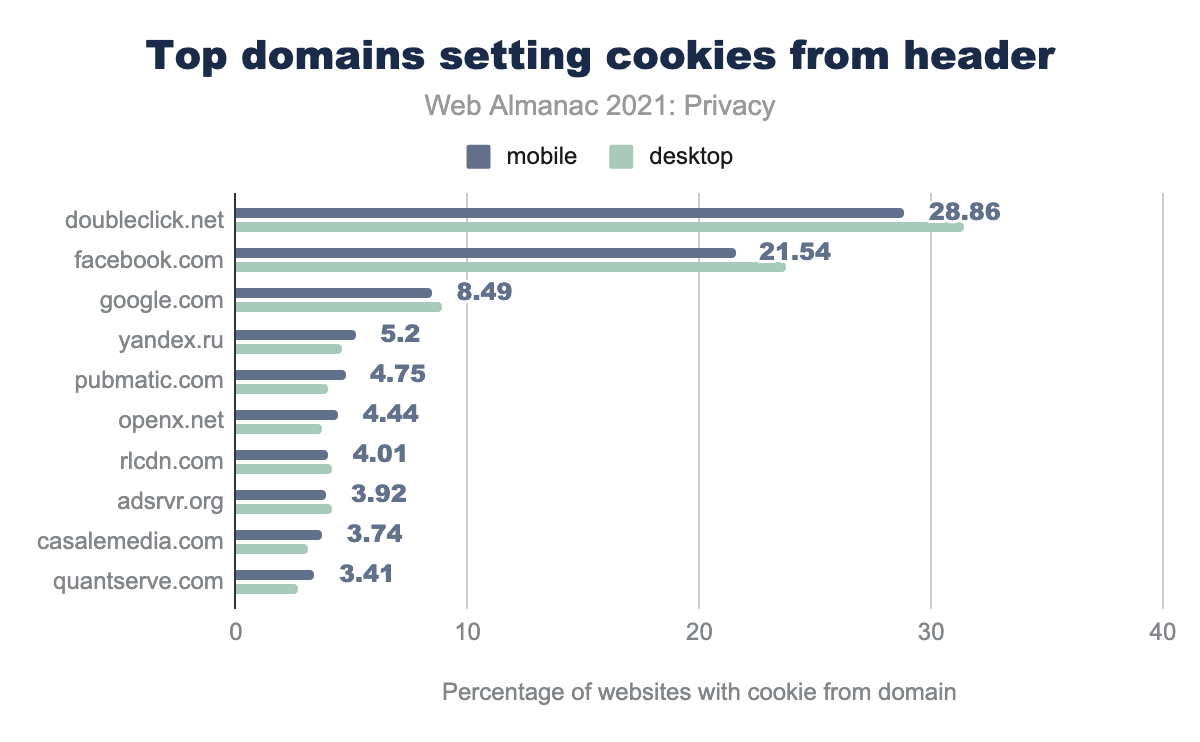 Top domains setting cookies from header
Web Almanac 2021: Privacy
mobile desktop
doubleclick.net 28.86
facebook.com 21.54
google.com 8.49
yandex.ru 5.2
pubmatic.com 4.75
openx.net 4.44
rlcdn.com 4.01
adsrvr.org 3.92
casalemedia.com 3.74
quantserve.com 3.41
0 10 20 30 40
Percentage of websites with cookie from domain